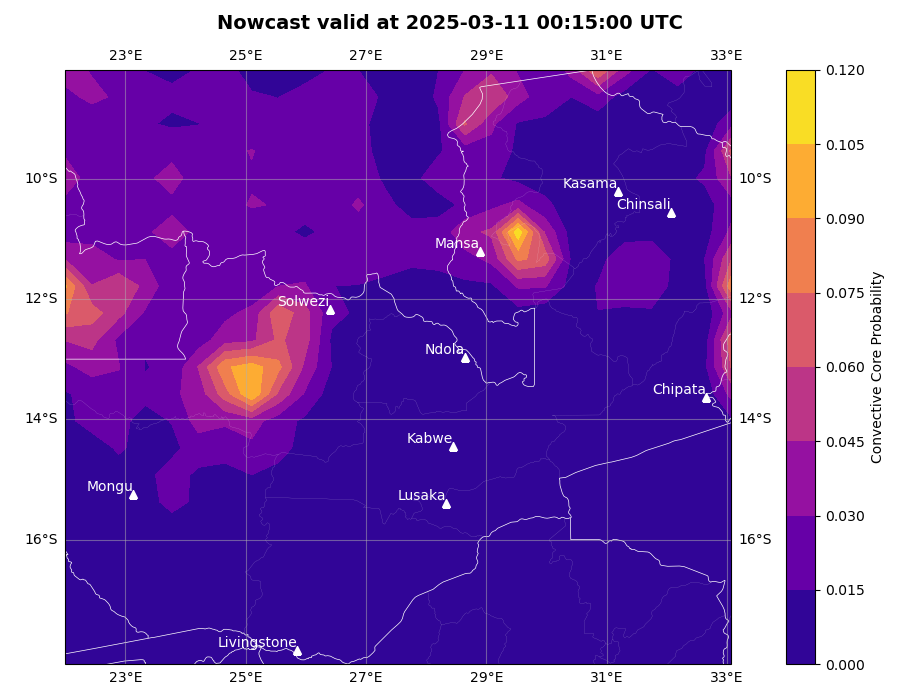 Nowcast valid at 2025-03-11 00:15:00 UTC
23°E 25°E 27°E 29°E 31°E 33°E
0.120
0.105
10°S 10°S
Kasama
Chinsali
0.090
Mansa
0.075
12°S 12°S
Solwezi
Convective Core Probability
Ndola
0.060
Chipata
14°S 14°S
0.045
Kabwe
Mongu
Lusaka
0.030
16°S 16°S
0.015
Livingstone
0.000
23°E 25°E 27°E 29°E 31°E 33°E